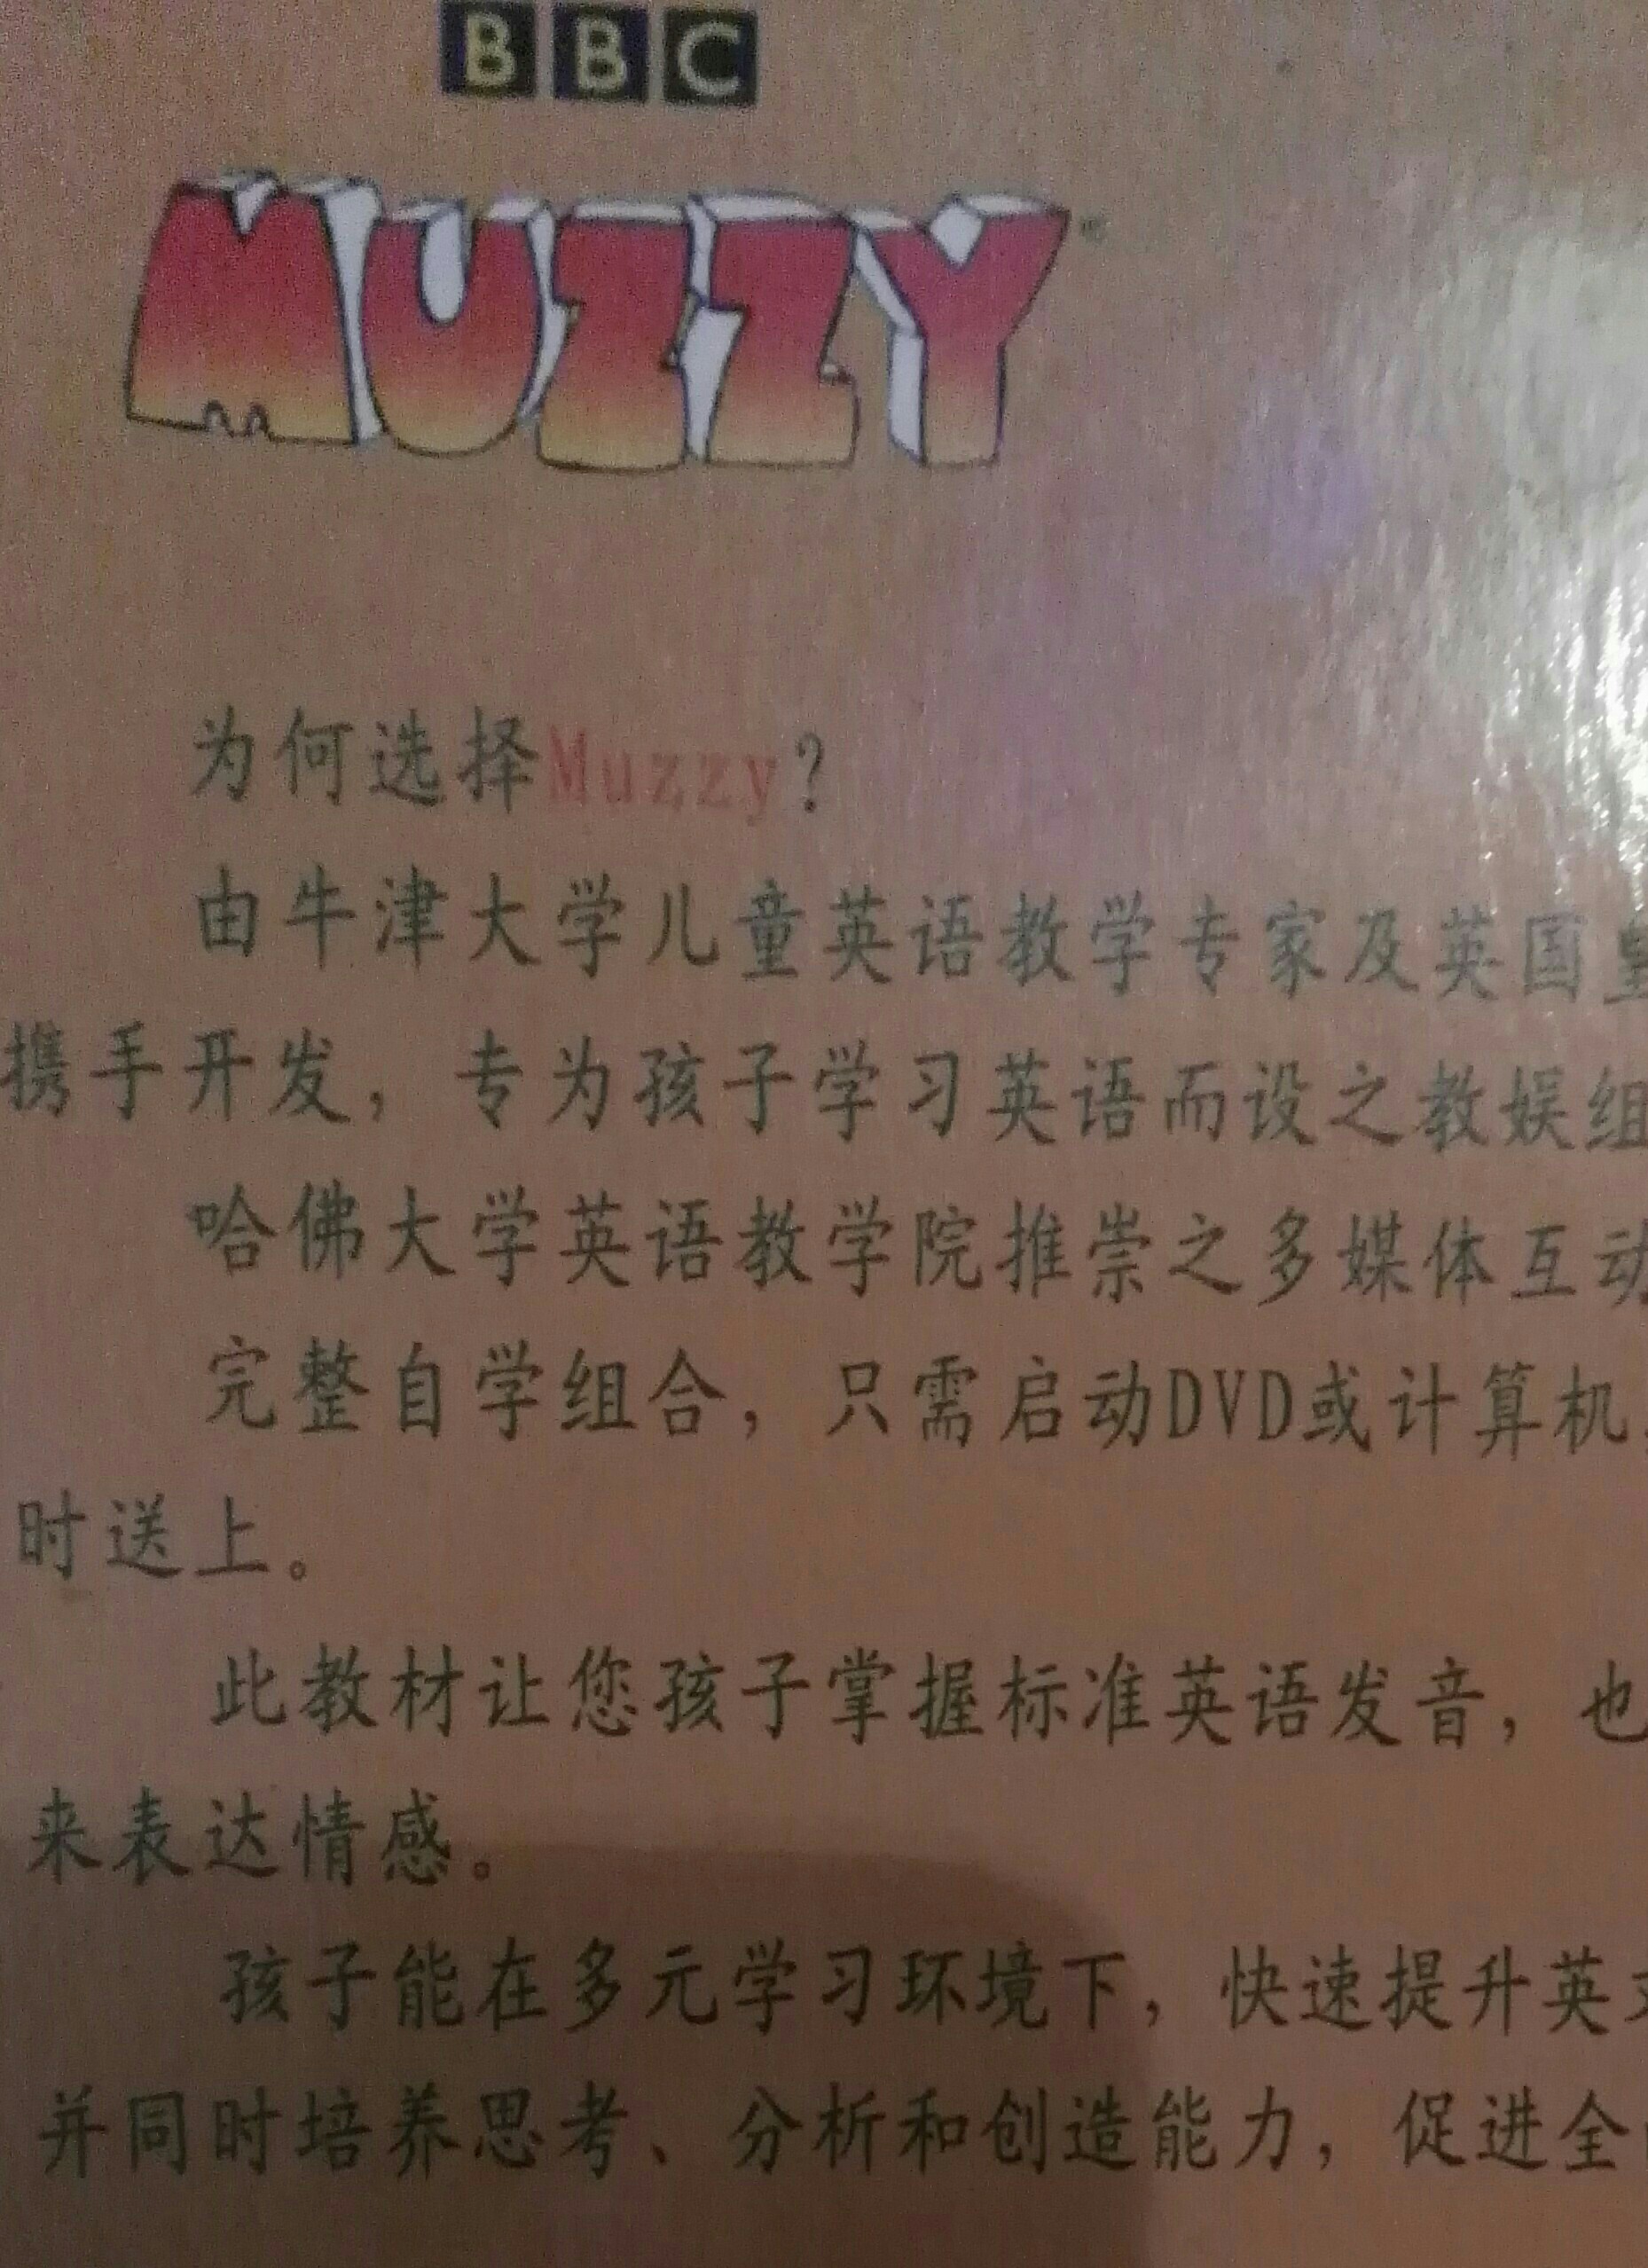 BBC
MUZZY
为何选择Muzzy?
由牛津大学儿童英语教学专家及英国
携手开发，专为孩子学习英语而设之教娱组
哈佛大学英语教学院推崇之多媒体互动
完整自学组合，只需启动DVD或计算机
时送上。
此教材让您孩子掌握标准英语发音，也
来表达情感。
孩子能在多元学习环境下，快速提升英
并同时培养思考、分析和创造能力，促进全